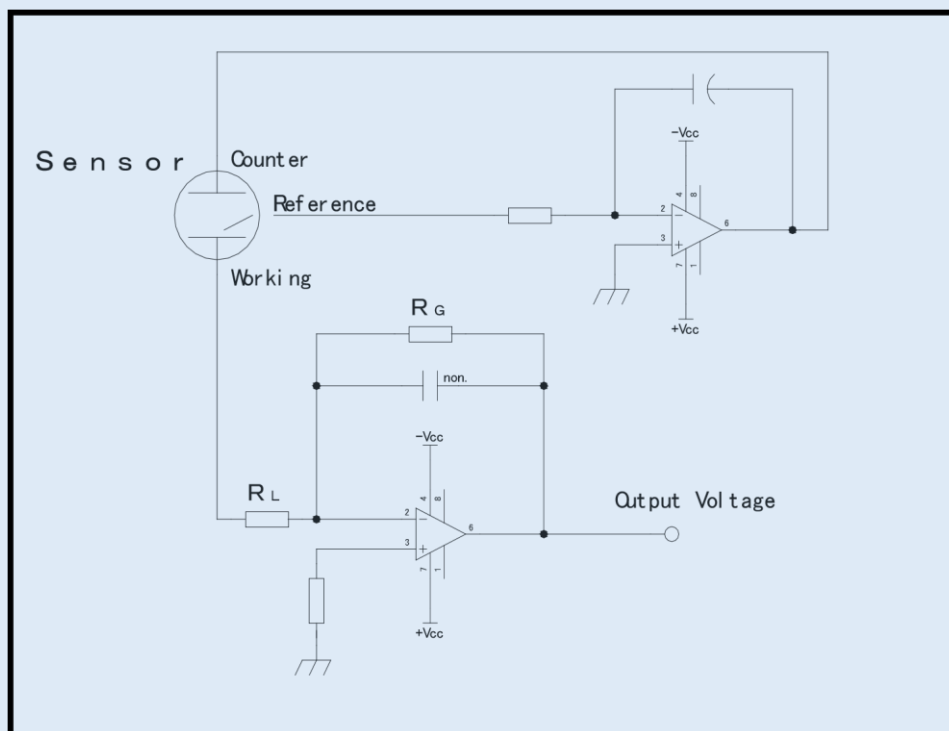 Sensor
Counter
Reference
Working
-Vcc
4
8
2
-
6
3
+
7
1
+Vcc
RG
non.
-Vcc
4
8
RL
2
-
6
3
+
7
1
+Vcc
Output Voltage